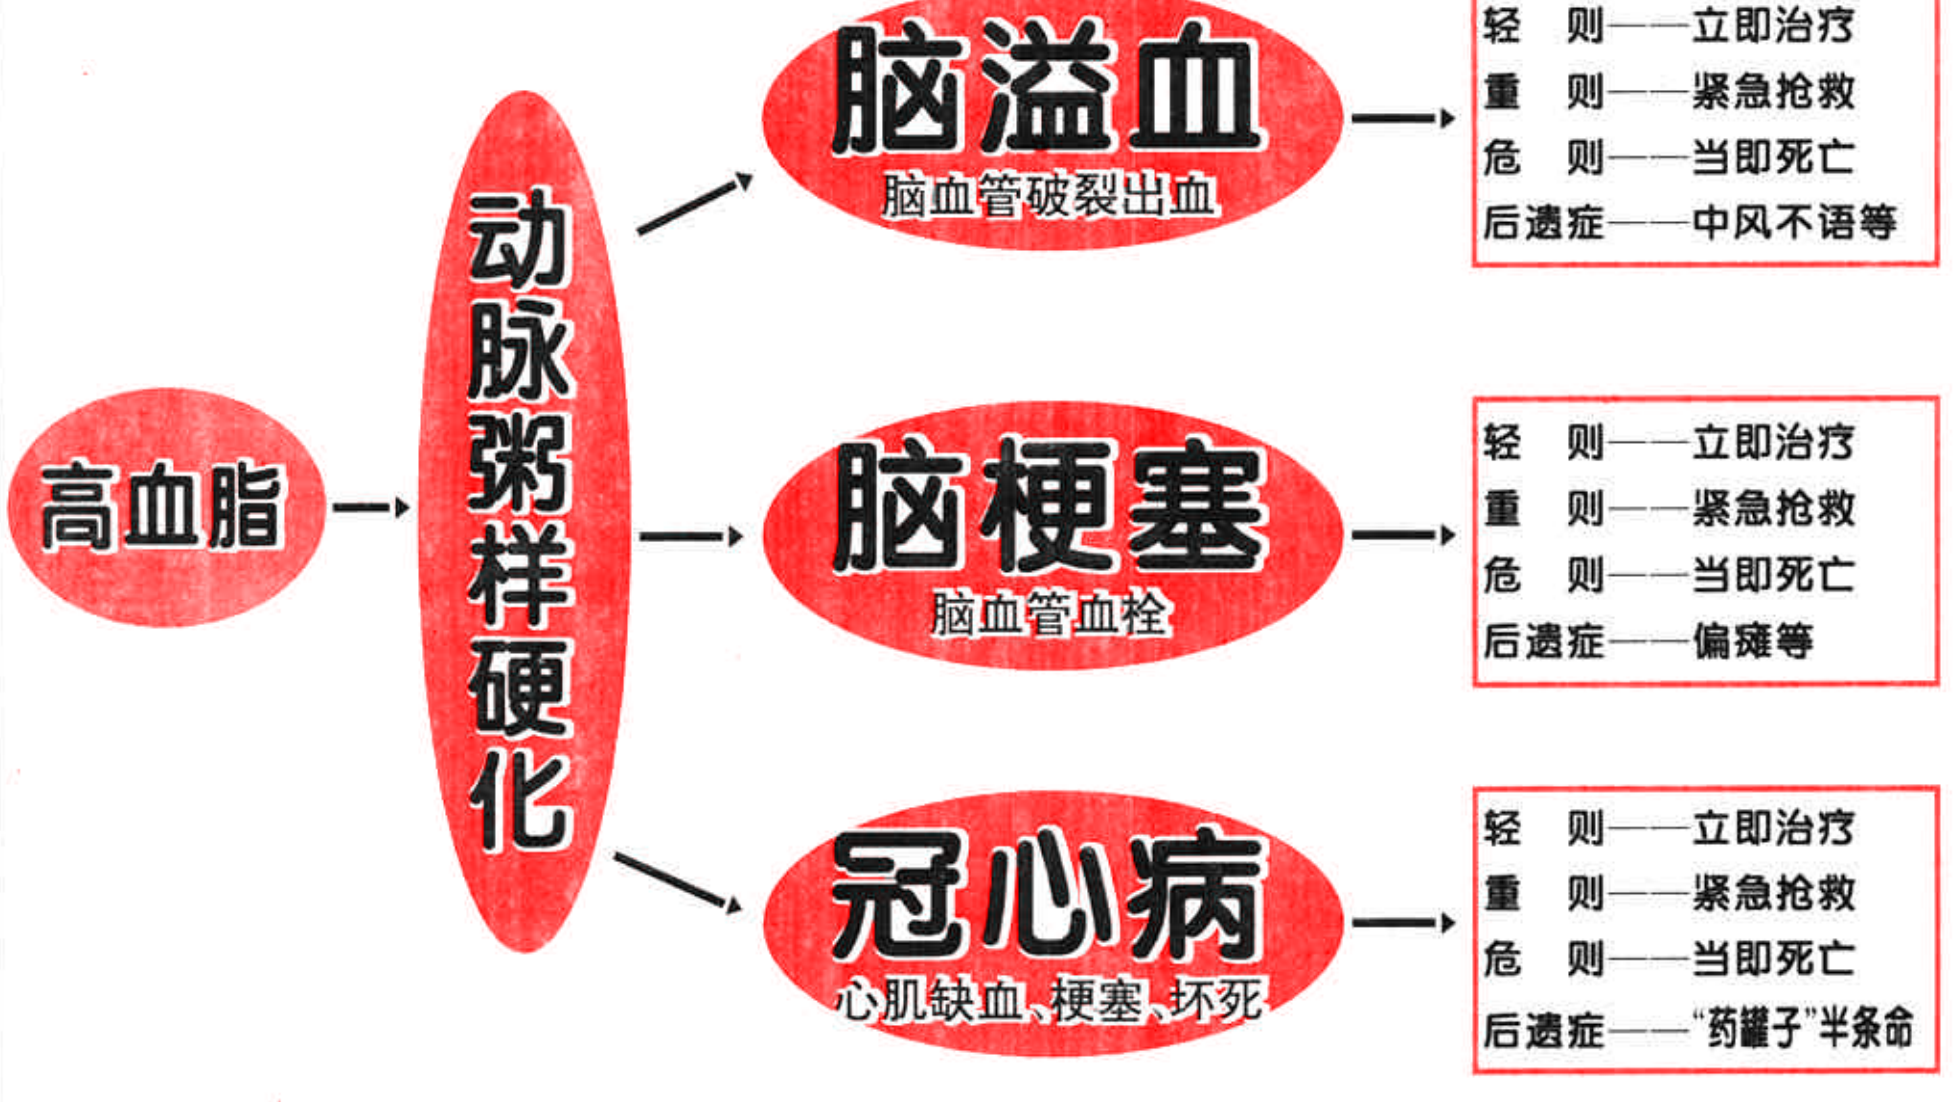 高血脂
动脉粥样硬化
脑溢血
脑血管破裂出血
轻　则——立即治疗
重　则——紧急抢救
危　则——当即死亡
后遗症——中风不语等
脑梗塞
脑血管血栓
轻　则——立即治疗
重　则——紧急抢救
危　则——当即死亡
后遗症——偏瘫等
冠心病
心肌缺血、梗塞、坏死
轻　则——立即治疗
重　则——紧急抢救
危　则——当即死亡
后遗症——“药罐子”半条命